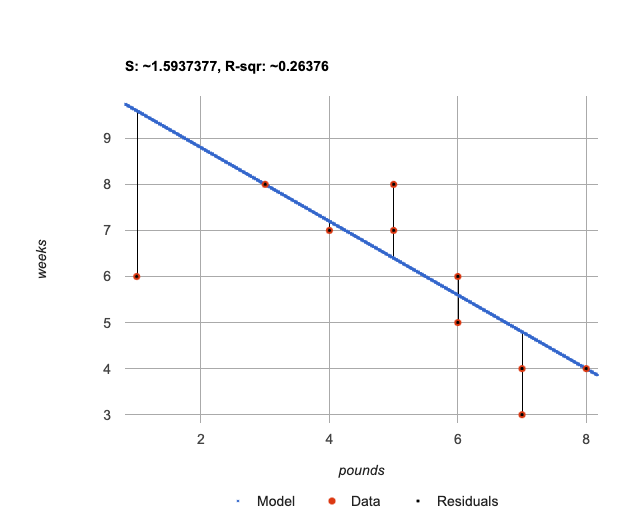 S: ~1.5937377, R-sqr: ~0.26376
9
8
7
6
5
4
3
weeks
2 4 6 8
pounds
Model Data Residuals